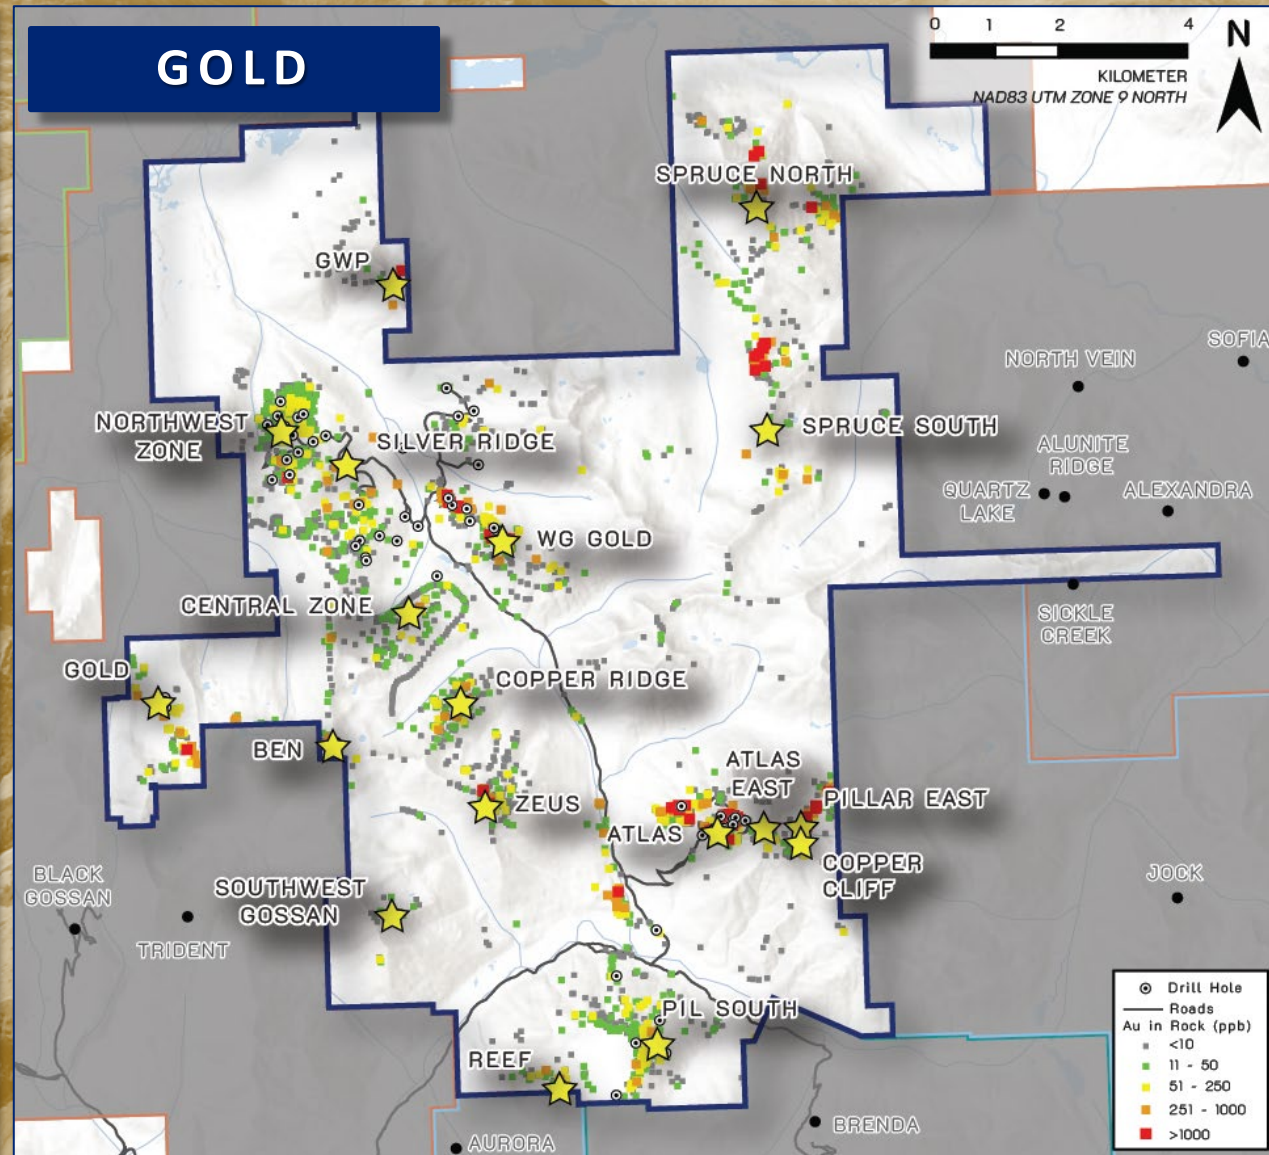 GOLD
0 1 2 4
KILOMETER
NAD83 UTM ZONE 9 NORTH
N
SPRUCE NORTH
GWP
SOFIA
NORTH VEIN
NORTHWEST
ZONE
SILVER RIDGE
SPRUCE SOUTH
ALUNITE
RIDGE
QUARTZ
LAKE
ALEXANDRA
WG GOLD
CENTRAL ZONE
SICKLE
CREEK
GOLD
COPPER RIDGE
BEN
ATLAS
EAST
ZEUS
PILLAR EAST
ATLAS
COPPER
CLIFF
BLACK
GOSSAN
SOUTHWEST
GOSSAN
JOCK
TRIDENT
PIL SOUTH
REEF
BRENDA
AURORA
Drill Hole
Roads
Au in Rock (ppb)
<10
11 - 50
51 - 250
251 - 1000
>1000